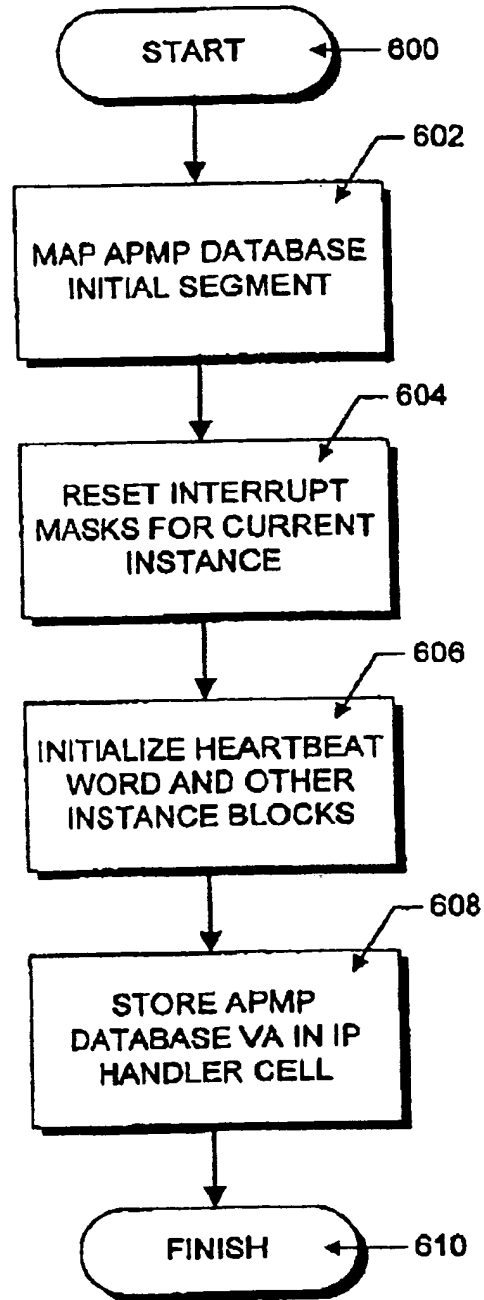 START
600
602
MAP APMP DATABASE
INITIAL SEGMENT
604
RESET INTERRUPT
MASKS FOR CURRENT
INSTANCE
606
INITIALIZE HEARTBEAT
WORD AND OTHER
INSTANCE BLOCKS
608
STORE APMP
DATABASE VA IN IP
HANDLER CELL
FINISH
610